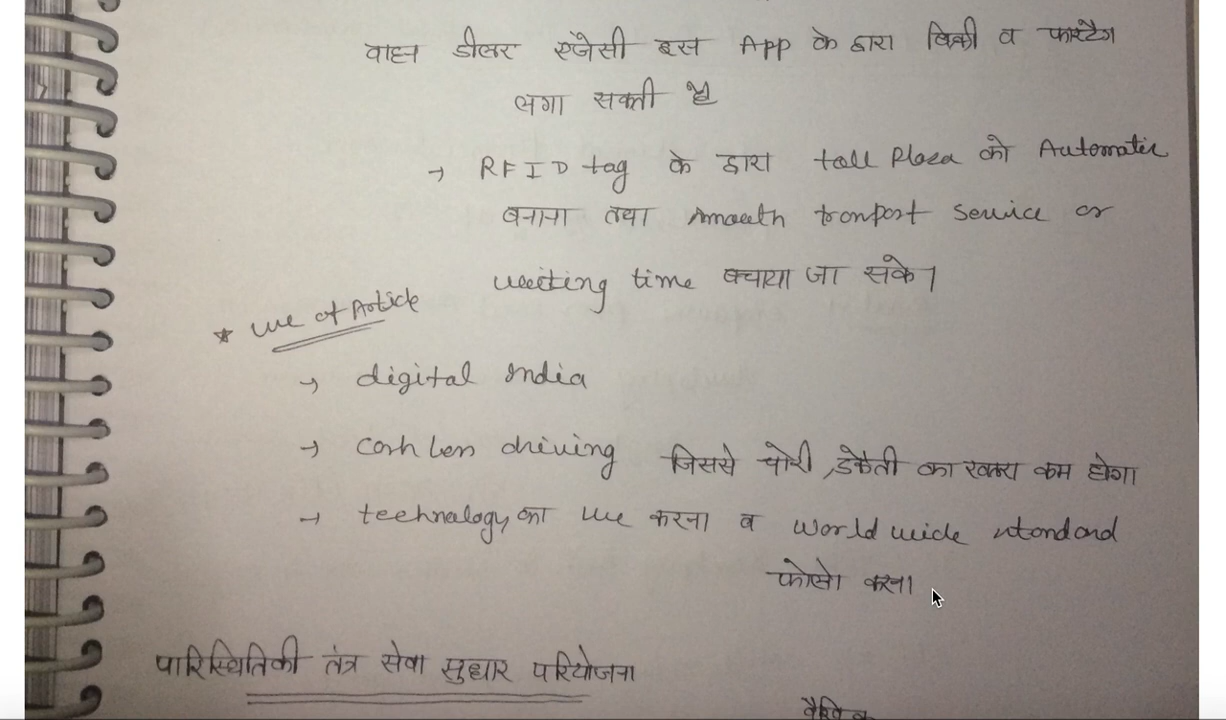 वाहन डीलर एजेंसी इस App के द्वारा बिक्री व फास्टैग
लगा सकती है
→ RFID tag के द्वारा toll Plaza को Automatic
बनाना तथा smooth tranport service or
waiting time बचाया जा सके।
* use of Article
→ digital India
→ cash less driving जिससे चोरी, डकैती का खतरा कम होगा
→ technology का use करना व world wide standard
फोलो करना
पारिस्थितिकी तंत्र सेवा सुधार परियोजना